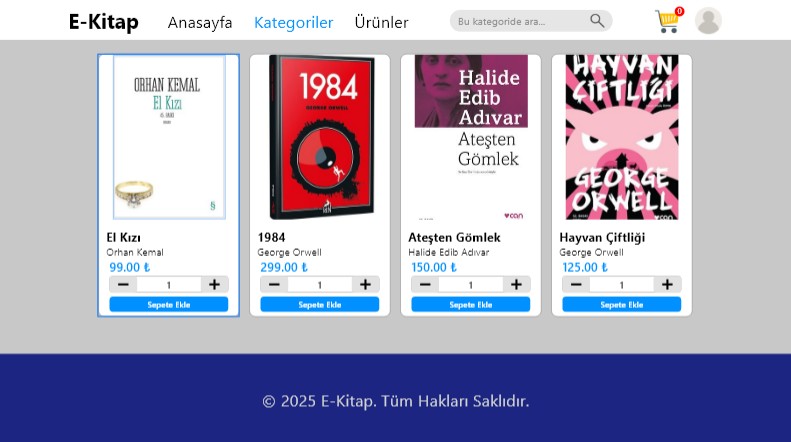 E-Kitap Anasayfa Kategoriler Ürünler Bu kategoride ara... 0
ORHAN KEMAL
El Kızı
1984
GEORGE ORWELL
Halide
Edib
Adıvar
Ateşten
Gömlek
can
HAYVAN
ÇİFTLİĞİ
GEORGE
ORWELL
can
El Kızı
Orhan Kemal
99.00 ₺
1
Sepete Ekle
1984
George Orwell
299.00 ₺
1
Sepete Ekle
Ateşten Gömlek
Halide Edib Adıvar
150.00 ₺
1
Sepete Ekle
Hayvan Çiftliği
George Orwell
125.00 ₺
1
Sepete Ekle
© 2025 E-Kitap. Tüm Hakları Saklıdır.